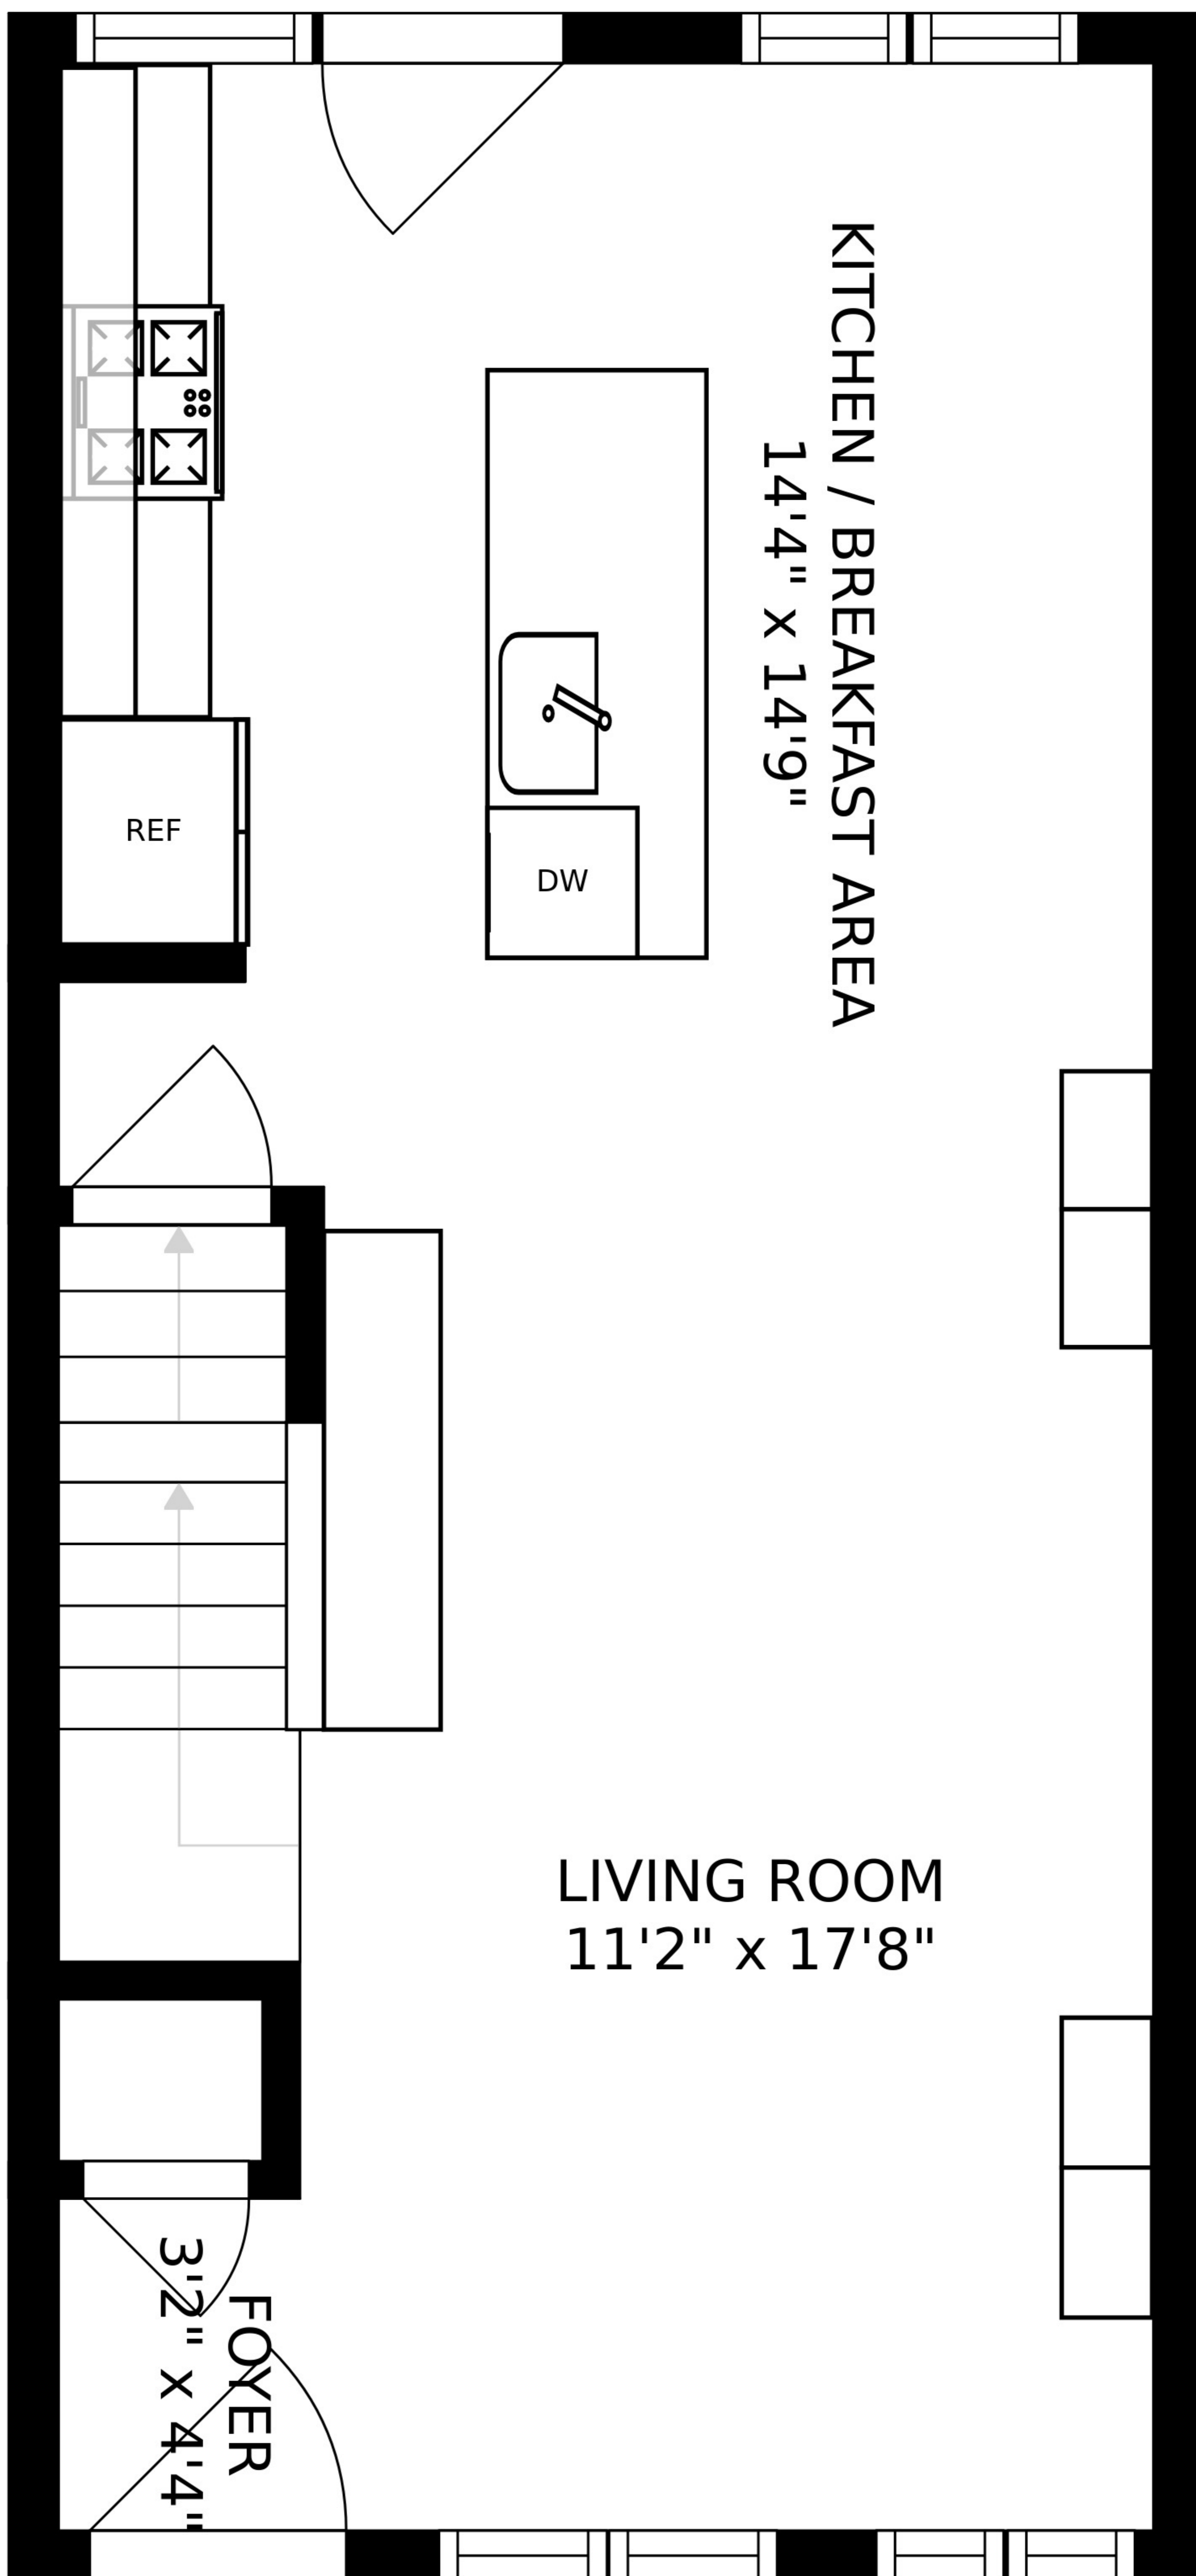 KITCHEN / BREAKFAST AREA
14'4" x 14'9"
REF
DW
LIVING ROOM
11'2" x 17'8"
FOYER
3'2" x 4'4"